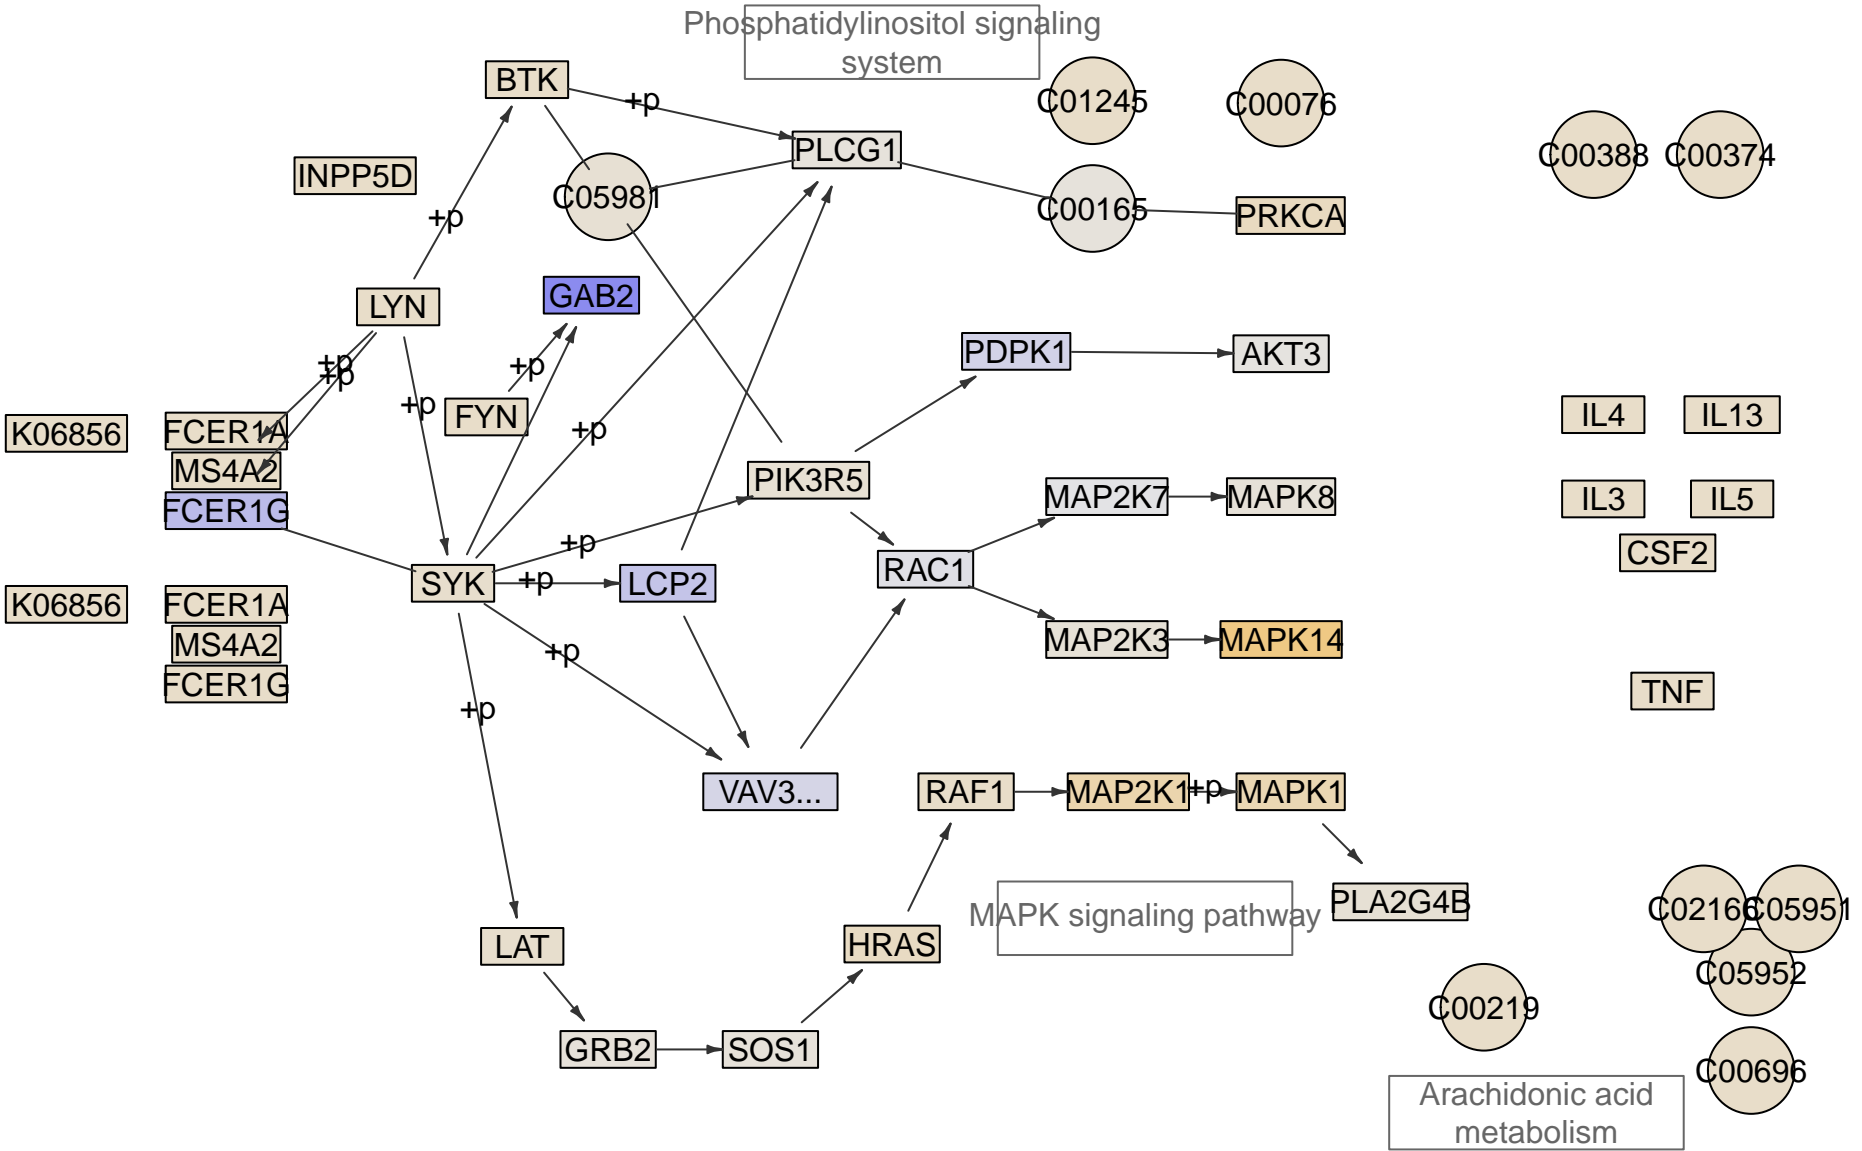 Phosphatidylinositol signaling
system
BTK
+p
C01245
C00076
PLCG1
C00388
C00374
INPP5D
C05981
C00165
PRKCA
+p
LYN
GAB2
PDPK1
AKT3
+p
+p
+p
+p
FYN
+p
IL4
IL13
K06856
FCER1A
MS4A2
FCER1G
PIK3R5
MAP2K7
MAPK8
IL3
IL5
+p
CSF2
SYK
+p
LCP2
RAC1
K06856
FCER1A
MS4A2
FCER1G
+p
MAP2K3
MAPK14
+p
TNF
VAV3...
RAF1
MAP2K1
+p
MAPK1
PLA2G4B
C02166
C05951
MAPK signaling pathway
LAT
HRAS
C05952
C00219
GRB2
SOS1
C00696
Arachidonic acid
metabolism